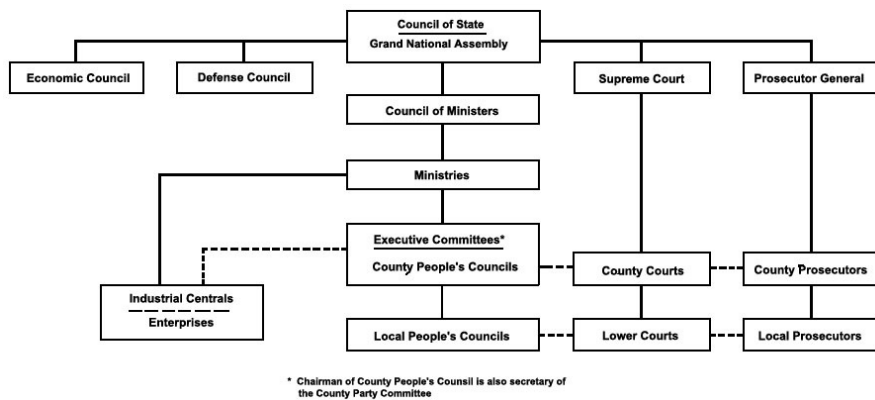 Council of State
Grand National Assembly
Economic Council
Defense Council
Supreme Court
Prosecutor General
Council of Ministers
Ministries
Executive Committees*
County People's Councils
County Courts
County Prosecutors
Industrial Centrals
Enterprises
Local People's Councils
Lower Courts
Local Prosecutors
* Chairman of County People's Counsil is also secretary of
the County Party Committee